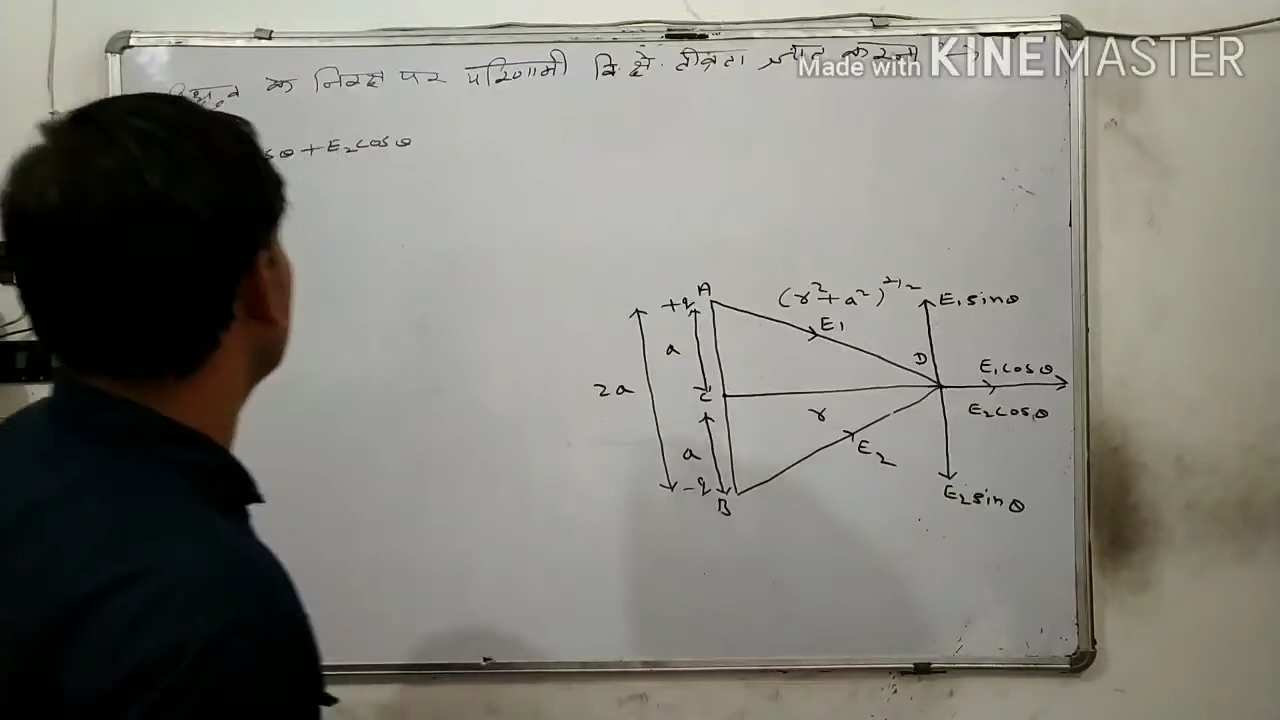 के निरक्ष पर परिणामी वि. क्षे. तीव्रता ज्ञात करना →
Made with KINEMASTER
sθ + E₂cosθ
A
+q
(r²+a²)^1/2
E₁sinθ
E₁
a
D
E₁cosθ
2a
C
r
E₂cosθ
a
E₂
-q
B
E₂sinθ